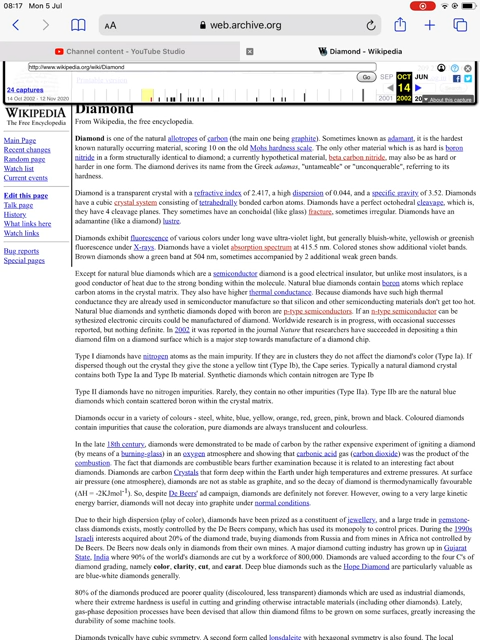 08:17 Mon 5 Jul
87%
AA
web.archive.org
Channel content - YouTube Studio
Diamond - Wikipedia
http://www.wikipedia.org/wiki/Diamond
Go
SEP OCT JUN
24 captures
14
14 Oct 2002 - 12 Nov 2020
2001 2002
About this capture
WIKIPEDIA
The Free Encyclopedia
Main Page
Recent changes
Random page
Watch list
Current events
Edit this page
Talk page
History
What links here
Watch links
Bug reports
Special pages
Diamond
From Wikipedia, the free encyclopedia.
Diamond is one of the natural allotropes of carbon (the main one being graphite). Sometimes known as adamant, it is the hardest
known naturally occurring material, scoring 10 on the old Mohs hardness scale. The only other material which is as hard is boron
nitride in a form structurally identical to diamond; a currently hypothetical material, beta carbon nitride, may also be as hard or
harder in one form. The diamond derives its name from the Greek adamas, "untameable" or "unconquerable", referring to its
hardness.
Diamond is a transparent crystal with a refractive index of 2.417, a high dispersion of 0.044, and a specific gravity of 3.52. Diamonds
have a cubic crystal system consisting of tetrahedrally bonded carbon atoms. Diamonds have a perfect octohedral cleavage, which is,
they have 4 cleavage planes. They sometimes have an conchoidal (like glass) fracture, sometimes irregular. Diamonds have an
adamantine (like a diamond) lustre.
Diamonds exhibit fluorescence of various colors under long wave ultra-violet light, but generally bluish-white, yellowish or greenish
fluorescence under X-rays. Diamonds have a violet absorption spectrum at 415.5 nm. Colored stones show additional violet bands.
Brown diamonds show a green band at 504 nm, sometimes accompanied by 2 additional weak green bands.
Except for natural blue diamonds which are a semiconductor diamond is a good electrical insulator, but unlike most insulators, is a
good conductor of heat due to the strong bonding within the molecule. Natural blue diamonds contain boron atoms which replace
carbon atoms in the crystal matrix. They also have higher thermal conductance. Because diamonds have such high thermal
conductance they are already used in semiconductor manufacture so that silicon and other semiconducting materials don't get too hot.
Natural blue diamonds and synthetic diamonds doped with boron are p-type semiconductors. If an n-type semiconductor can be
synthesized electronic circuits could be manufactured of diamond. Worldwide research is in progress, with occasional successes
reported, but nothing definite. In 2002 it was reported in the journal Nature that researchers have succeeded in depositing a thin
diamond film on a diamond surface which is a major step towards manufacture of a diamond chip.
Type I diamonds have nitrogen atoms as the main impurity. If they are in clusters they do not affect the diamond's color (Type Ia). If
dispersed though out the crystal they give the stone a yellow tint (Type Ib), the Cape series. Typically a natural diamond crystal
contains both Type Ia and Type Ib material. Synthetic diamonds which contain nitrogen are Type Ib
Type II diamonds have no nitrogen impurities. Rarely, they contain no other impurities (Type IIa). Type IIb are the natural blue
diamonds which contain scattered boron within the crystal matrix.
Diamonds occur in a variety of colours - steel, white, blue, yellow, orange, red, green, pink, brown and black. Coloured diamonds
contain impurities that cause the coloration, pure diamonds are always translucent and colourless.
In the late 18th century, diamonds were demonstrated to be made of carbon by the rather expensive experiment of igniting a diamond
(by means of a burning-glass) in an oxygen atmosphere and showing that carbonic acid gas (carbon dioxide) was the product of the
combustion. The fact that diamonds are combustible bears further examination because it is related to an interesting fact about
diamonds. Diamonds are carbon Crystals that form deep within the Earth under high temperatures and extreme pressures. At surface
air pressure (one atmosphere), diamonds are not as stable as graphite, and so the decay of diamond is thermodynamically favourable
(ΔH = -2KJmol⁻¹). So, despite De Beers' ad campaign, diamonds are definitely not forever. However, owing to a very large kinetic
energy barrier, diamonds will not decay into graphite under normal conditions.
Due to their high dispersion (play of color), diamonds have been prized as a constituent of jewellery, and a large trade in gemstone-
class diamonds exists, mostly controlled by the De Beers company, which has used its monopoly to control prices. During the 1990s
Israeli interests acquired about 20% of the diamond trade, buying diamonds from Russia and from mines in Africa not controlled by
De Beers. De Beers now deals only in diamonds from their own mines. A major diamond cutting industry has grown up in Gujarat
State, India where 90% of the world's diamonds are cut by a workforce of 800,000. Diamonds are valued according to the four C's of
diamond grading, namely color, clarity, cut, and carat. Deep blue diamonds such as the Hope Diamond are particularly valuable as
are blue-white diamonds generally.
80% of the diamonds produced are poorer quality (discoloured, less transparent) diamonds which are used as industrial diamonds,
where their extreme hardness is useful in cutting and grinding otherwise intractable materials (including other diamonds). Lately,
gas-phase deposition processes have been devised that allow thin diamond films to be grown on some surfaces, greatly increasing the
durability of some machine tools.
Diamonds typically have cubic symmetry. A second form called lonsdaleite with hexagonal symmetry is also found. The local